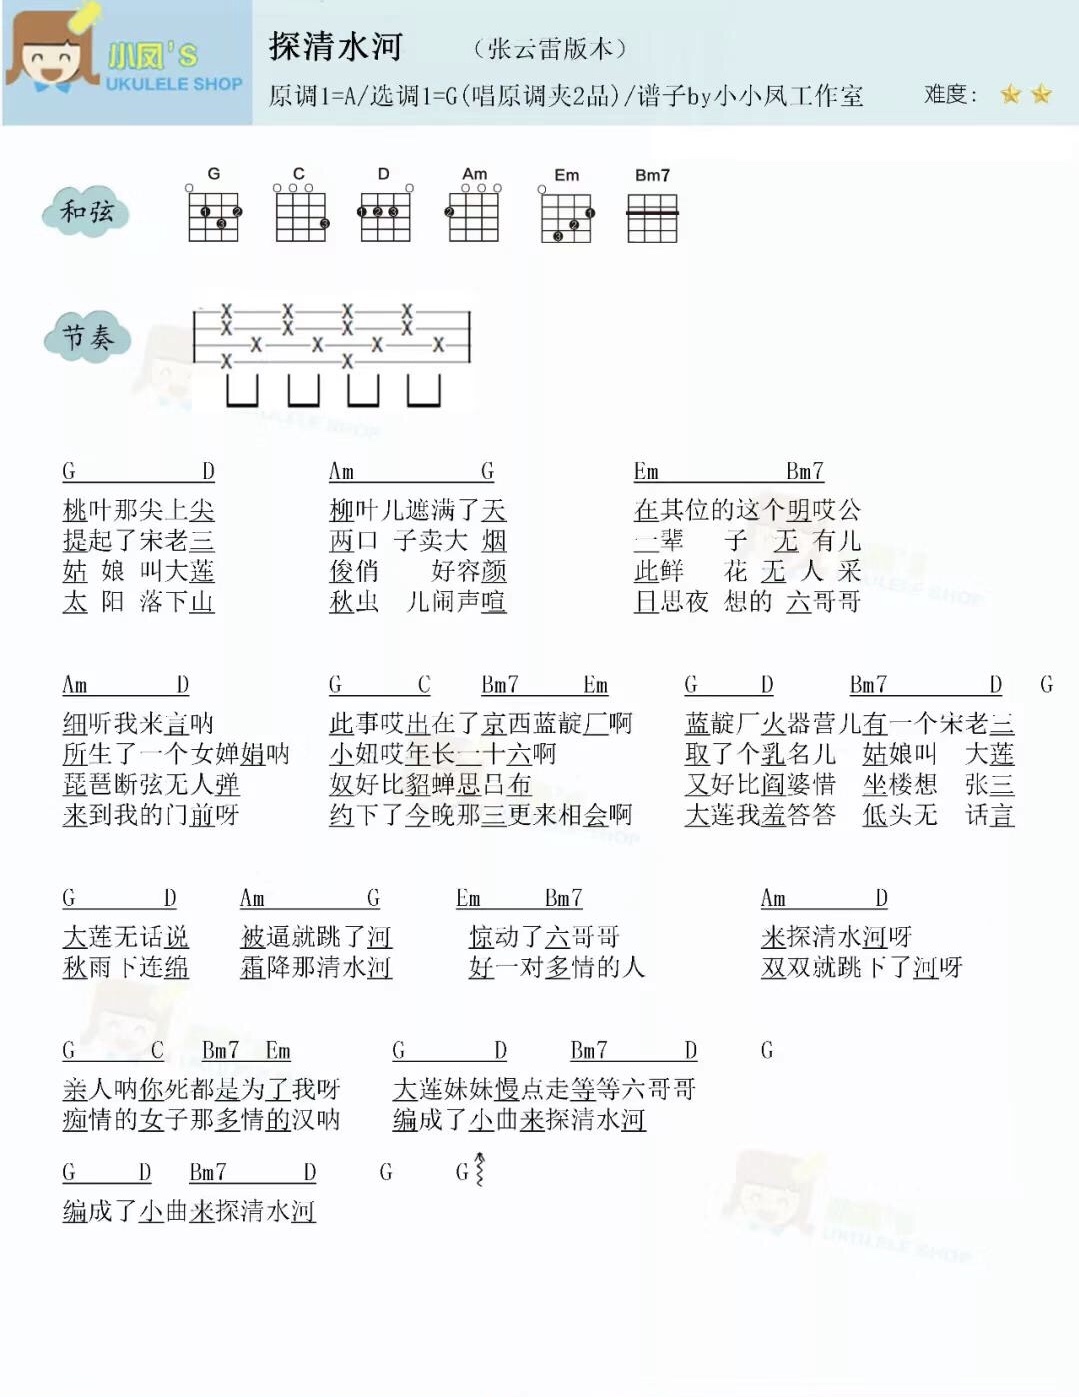 小凤'S
UKULELE SHOP
探清水河 （张云雷版本）
原调1=A/选调1=G(唱原调夹2品)/谱子by小小凤工作室 难度：
和弦
G C D Am Em Bm7
节奏
G D Am G Em Bm7
桃叶那尖上尖 柳叶儿遮满了天 在其位的这个明哎公
提起了宋老三 两口 子卖大 烟 一辈 子 无 有儿
姑 娘 叫大莲 俊俏 好容颜 此鲜 花 无 人 采
太 阳 落下山 秋虫 儿闹声喧 日思夜 想的 六哥哥
Am D G C Bm7 Em G D Bm7 D G
细听我来言呐 此事哎出在了京西蓝靛厂啊 蓝靛厂火器营儿有一个宋老三
所生了一个女婵娟呐 小妞哎年长一十六啊 取了个乳名儿 姑娘叫 大莲
琵琶断弦无人弹 奴好比貂蝉思吕布 又好比阎婆惜 坐楼想 张三
来到我的门前呀 约下了今晚那三更来相会啊 大莲我羞答答 低头无 话言
G D Am G Em Bm7 Am D
大莲无话说 被逼就跳了河 惊动了六哥哥 来探清水河呀
秋雨下连绵 霜降那清水河 好一对多情的人 双双就跳下了河呀
G C Bm7 Em G D Bm7 D G
亲人呐你死都是为了我呀 大莲妹妹慢点走等等六哥哥
痴情的女子那多情的汉呐 编成了小曲来探清水河
G D Bm7 D G G
编成了小曲来探清水河